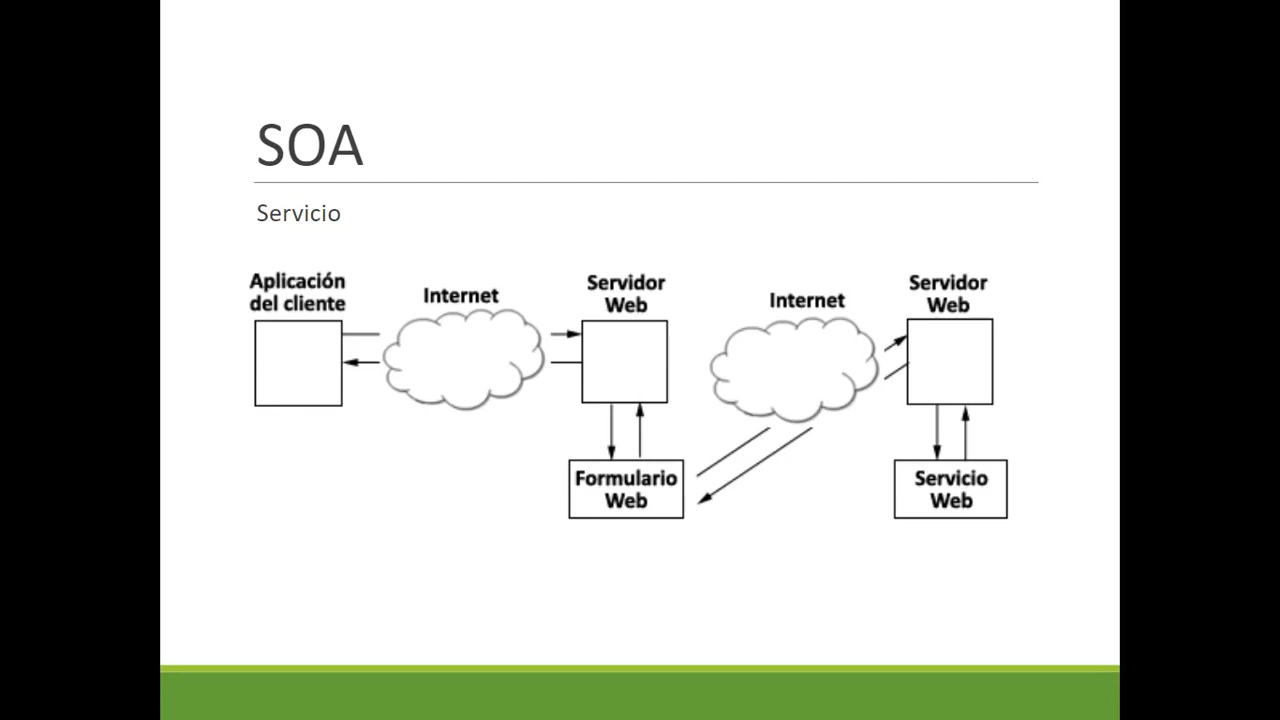 SOA
Servicio
Aplicación
del cliente
Internet
Servidor
Web
Internet
Servidor
Web
Formulario
Web
Servicio
Web